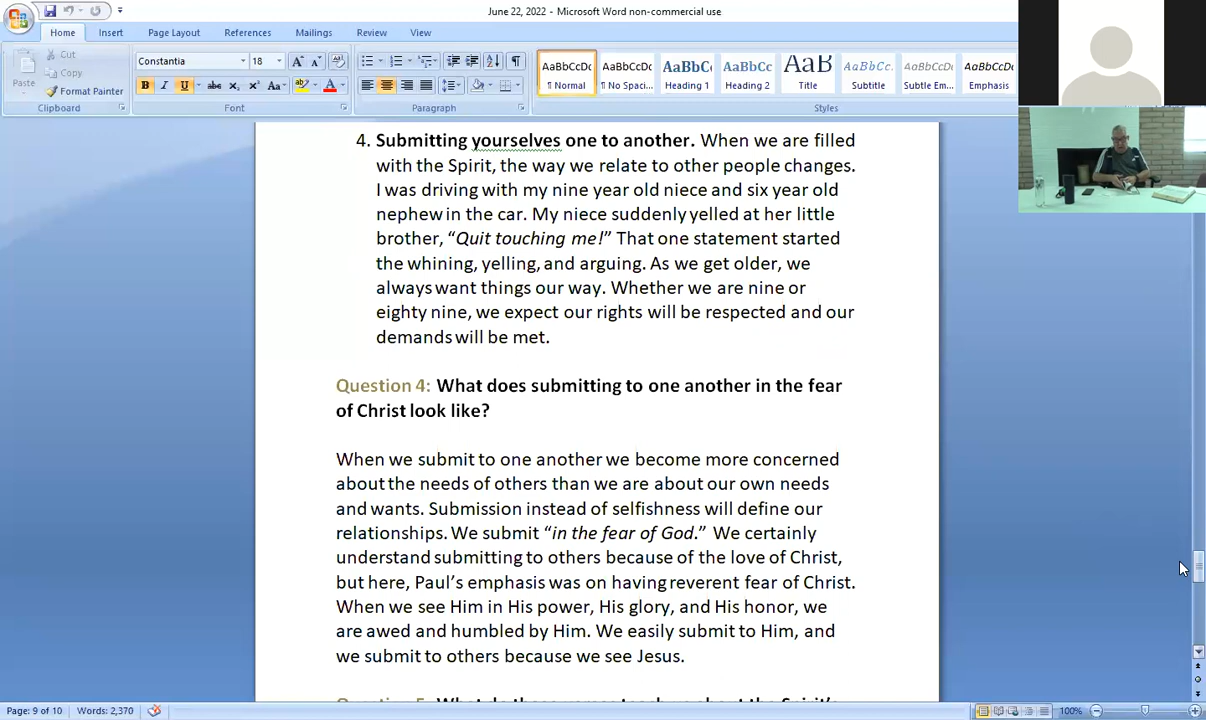 June 22, 2022 - Microsoft Word non-commercial use
Home Insert Page Layout References Mailings Review View
Paste
Cut
Copy
Format Painter
Clipboard
Constantia 18
Font
Paragraph
AaBbCcDc AaBbCcDc AaBbC AaBbCc AaB AaBbCc. AaBbCcDc AaBbCcDc
¶ Normal ¶ No Spaci... Heading 1 Heading 2 Title Subtitle Subtle Em... Emphasis
Styles
4. Submitting yourselves one to another. When we are filled
with the Spirit, the way we relate to other people changes.
I was driving with my nine year old niece and six year old
nephew in the car. My niece suddenly yelled at her little
brother, “Quit touching me!” That one statement started
the whining, yelling, and arguing. As we get older, we
always want things our way. Whether we are nine or
eighty nine, we expect our rights will be respected and our
demands will be met.
Question 4: What does submitting to one another in the fear
of Christ look like?
When we submit to one another we become more concerned
about the needs of others than we are about our own needs
and wants. Submission instead of selfishness will define our
relationships. We submit “in the fear of God.” We certainly
understand submitting to others because of the love of Christ,
but here, Paul’s emphasis was on having reverent fear of Christ.
When we see Him in His power, His glory, and His honor, we
are awed and humbled by Him. We easily submit to Him, and
we submit to others because we see Jesus.
Page: 9 of 10 Words: 2,370 100%